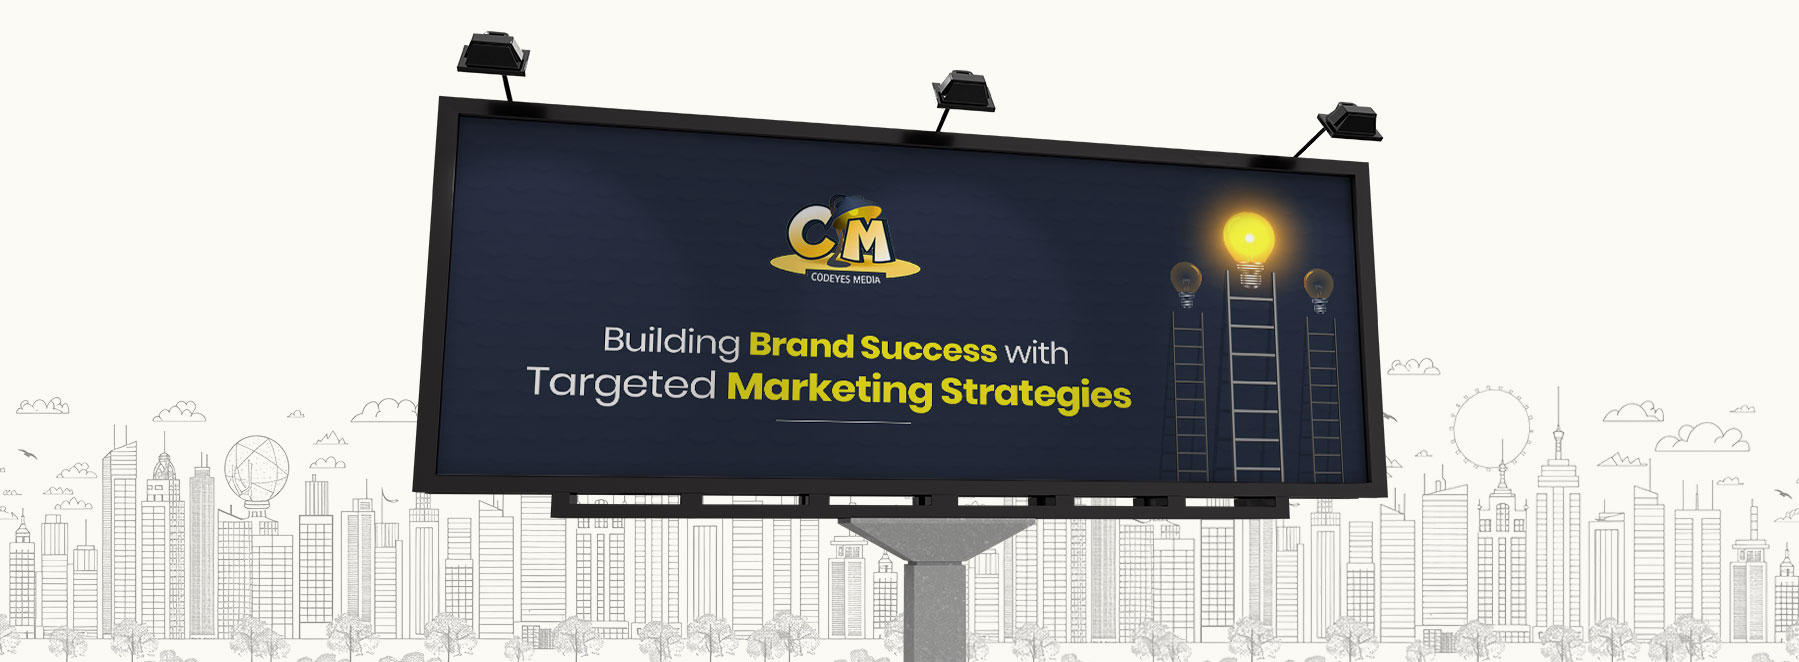 CM
CODEYES MEDIA
Building Brand Success with
Targeted Marketing Strategies